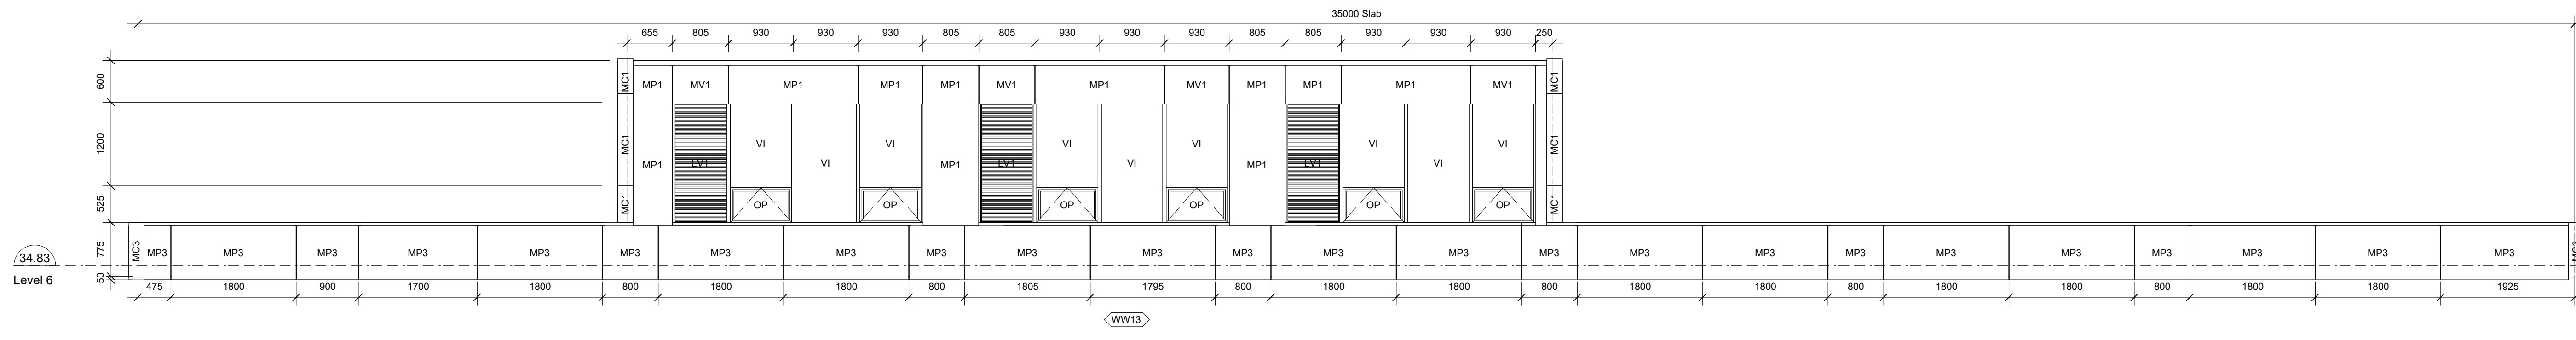 35000 Slab
655 805 930 930 930 805 805 930 930 930 805 805 930 930 930 250
600
1200
525
775
50
MC1 MP1 MV1 MP1 MP1 MP1 MV1 MP1 MV1 MP1 MP1 MP1 MV1 MC1
MC1 MP1 LV1 VI VI VI MP1 LV1 VI VI VI MP1 LV1 VI VI VI MC1
MC1 OP OP OP OP OP OP MC1
MC3 MP3 MP3 MP3 MP3 MP3 MP3 MP3 MP3 MP3 MP3 MP3 MP3 MP3 MP3 MP3 MP3 MP3 MP3 MP3 MP3 MP3 MP3 MP3 MP3 MC3
34.83
Level 6
475 1800 900 1700 1800 800 1800 1800 800 1805 1795 800 1800 1800 800 1800 1800 800 1800 1800 800 1800 1800 1925
WW13